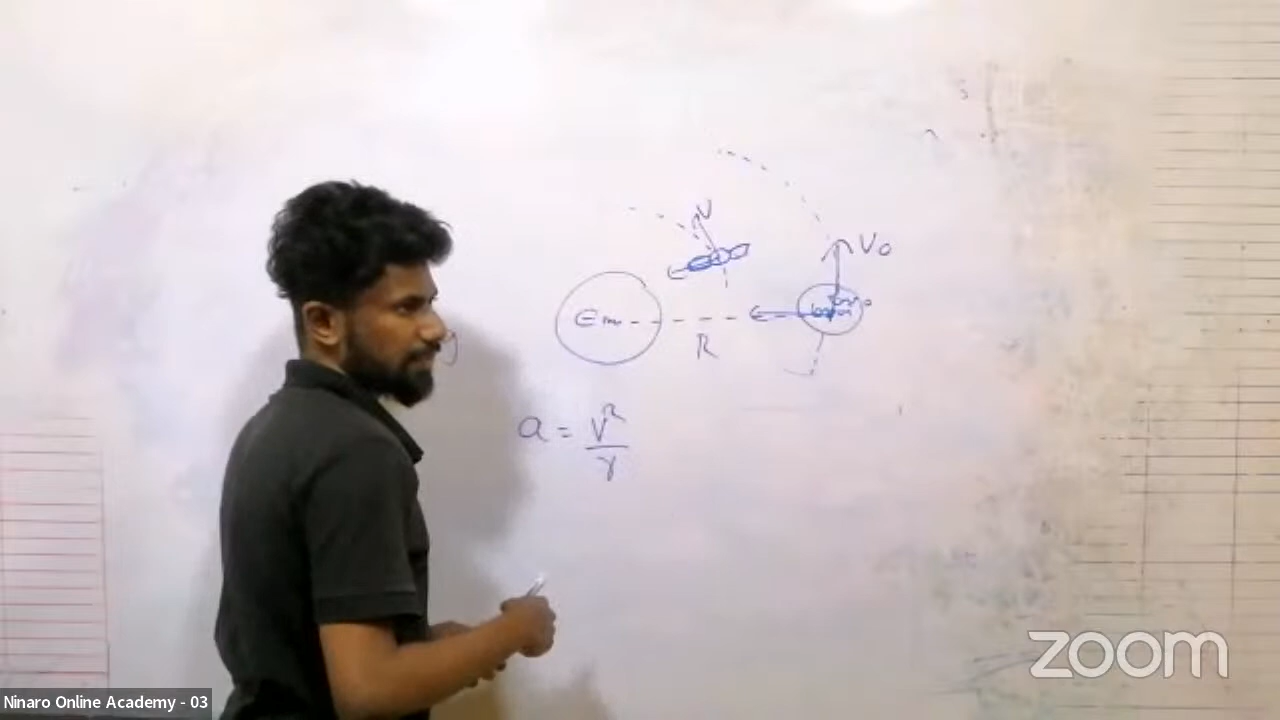 V
V₀
Em
R
a = V²/r
zoom
Ninaro Online Academy - 03